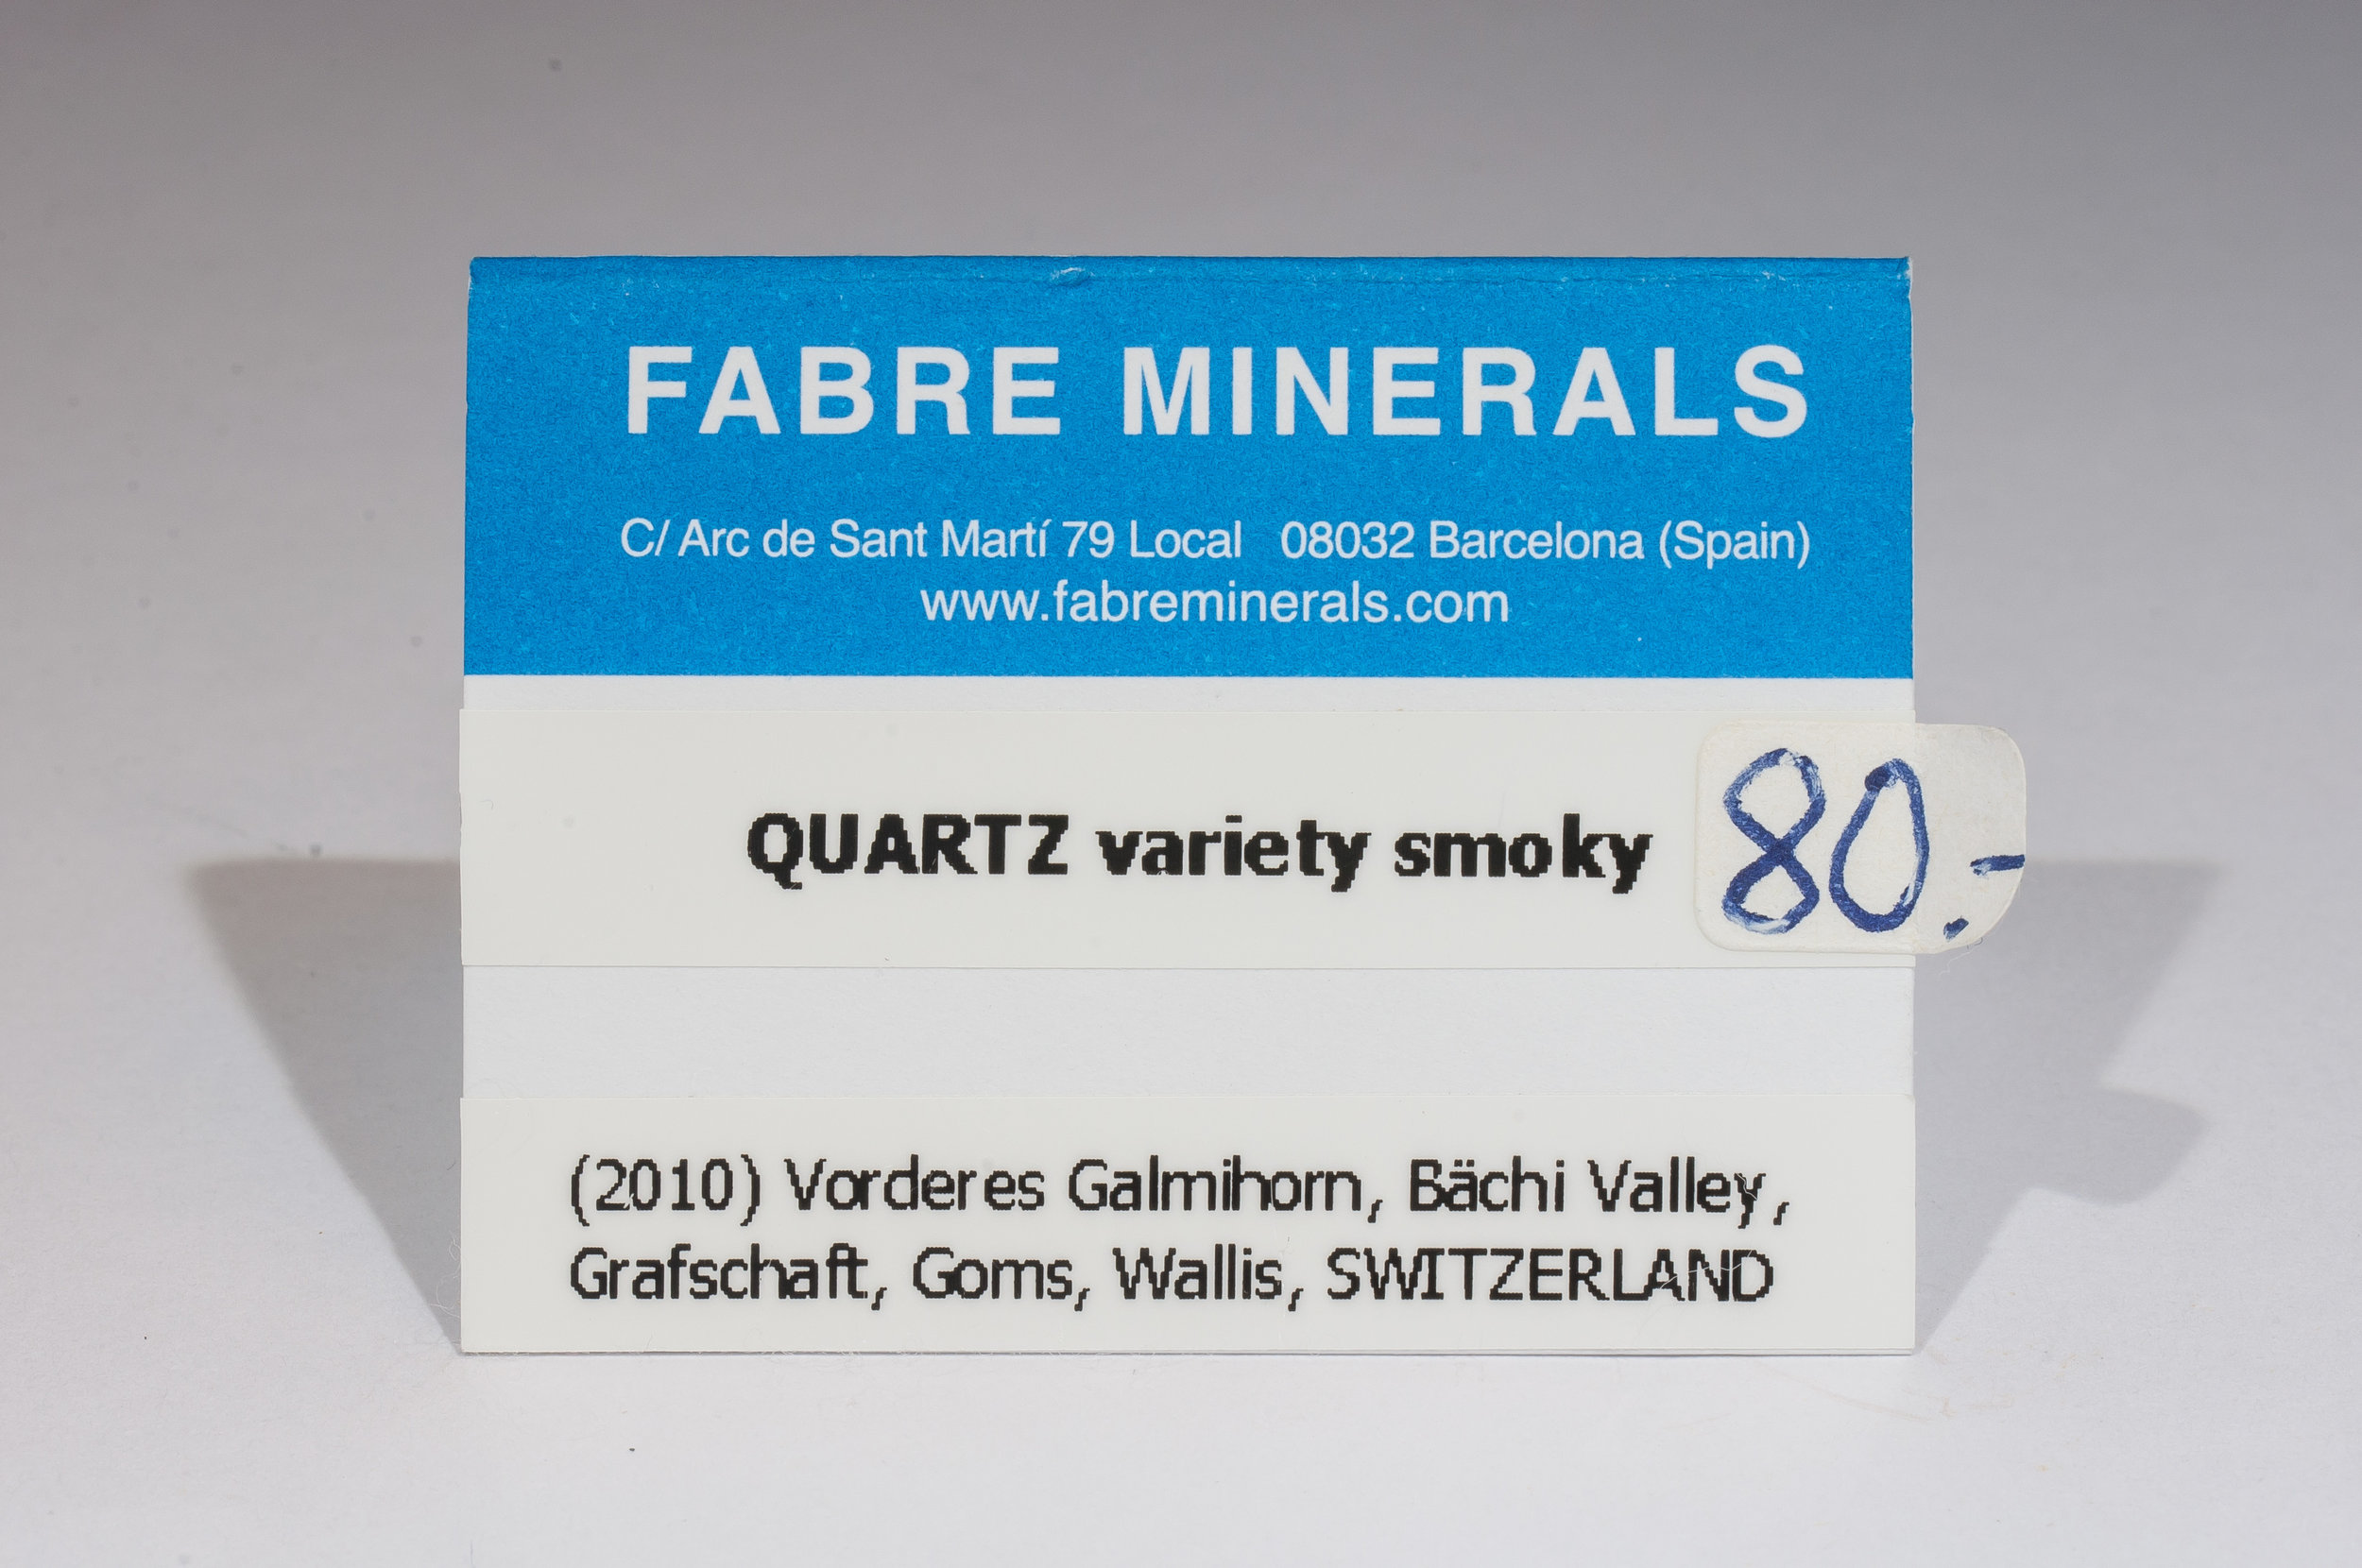 FABRE MINERALS
C/ Arc de Sant Martí 79 Local 08032 Barcelona (Spain)
www.fabreminerals.com
QUARTZ variety smoky
80.-
(2010) Vorderes Galmihorn, Bächi Valley,
Grafschaft, Goms, Wallis, SWITZERLAND